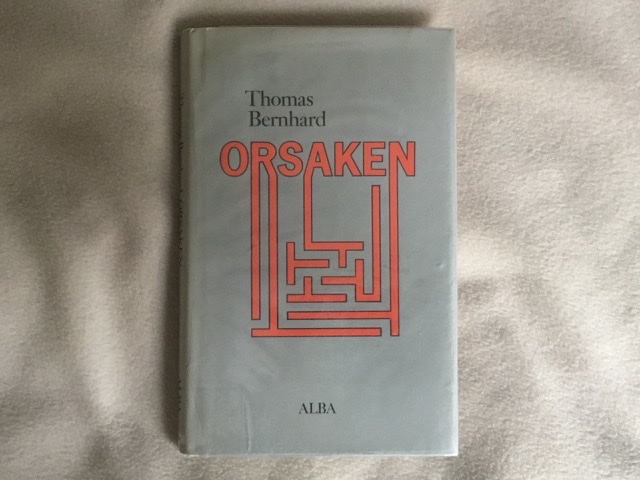 Thomas
Bernhard
ORSAKEN
ALBA